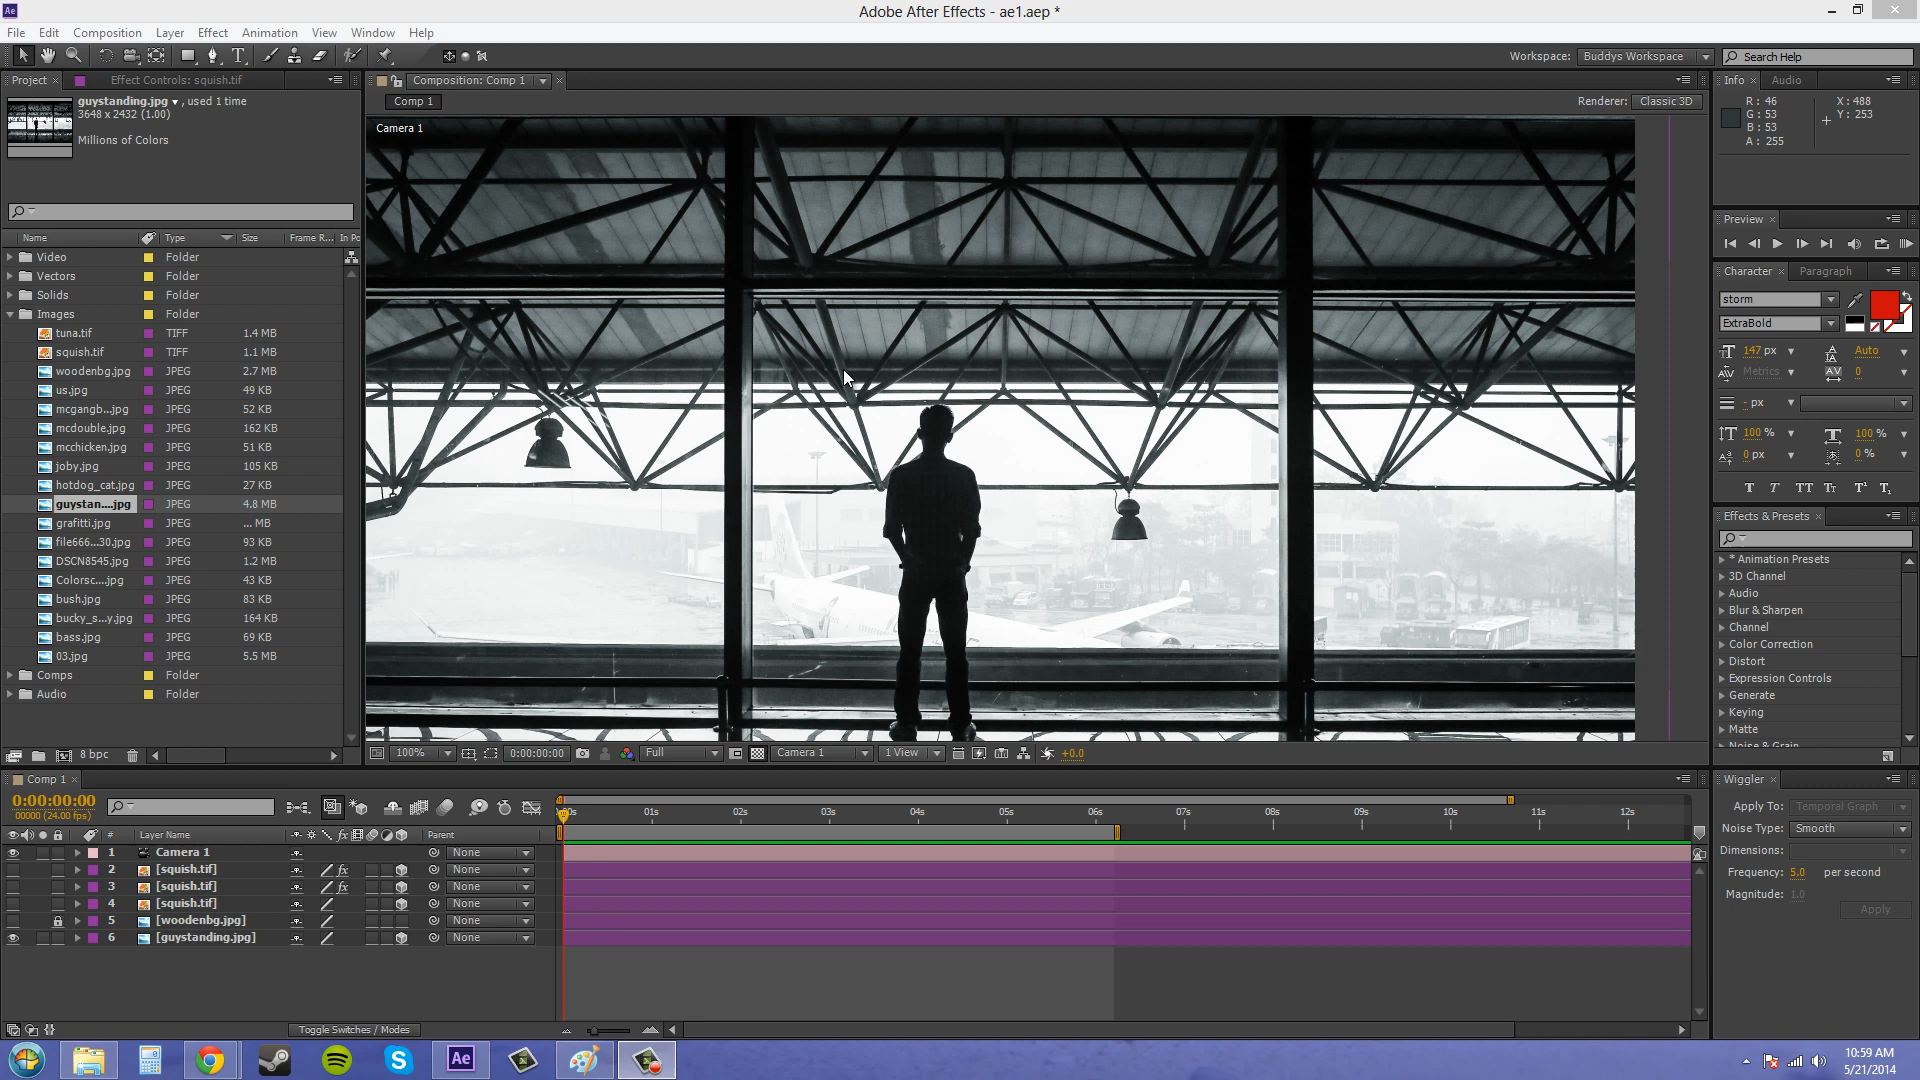 Adobe After Effects - ae1.aep *
File Edit Composition Layer Effect Animation View Window Help
Workspace: Buddys Workspace Search Help
Project Effect Controls: squish.tif
guystanding.jpg , used 1 time
3648 x 2432 (1.00)
Millions of Colors
Name Type Size Frame R... In Po
Video Folder
Vectors Folder
Solids Folder
Images Folder
tuna.tif TIFF 1.4 MB
squish.tif TIFF 1.1 MB
woodenbg.jpg JPEG 2.7 MB
us.jpg JPEG 49 KB
mcgangb...jpg JPEG 52 KB
mcdouble.jpg JPEG 162 KB
mcchicken.jpg JPEG 51 KB
joby.jpg JPEG 105 KB
hotdog_cat.jpg JPEG 27 KB
guystan....jpg JPEG 4.8 MB
grafitti.jpg JPEG ... MB
file666...30.jpg JPEG 93 KB
DSCN8545.jpg JPEG 1.2 MB
Colorsc....jpg JPEG 43 KB
bush.jpg JPEG 83 KB
bucky_s...y.jpg JPEG 164 KB
bass.jpg JPEG 69 KB
03.jpg JPEG 5.5 MB
Comps Folder
Audio Folder
8 bpc
Composition: Comp 1
Comp 1
Renderer: Classic 3D
Camera 1
100% 0:00:00:00 Full Camera 1 1 View +0.0
Info Audio
R: 46 X: 488
G: 53 Y: 253
B: 53
A: 255
Preview
Character Paragraph
storm
ExtraBold
147 px Auto
Metrics 0
- px
100 % 100 %
0 px 0 %
T T TT Tt T¹ T₁
Effects & Presets
* Animation Presets
3D Channel
Audio
Blur & Sharpen
Channel
Color Correction
Distort
Expression Controls
Generate
Keying
Matte
Noise & Grain
Comp 1
0:00:00:00
00000 (24.00 fps)
01s 02s 03s 04s 05s 06s 07s 08s 09s 10s 11s 12s
# Layer Name fx Parent
1 Camera 1 None
2 [squish.tif] fx None
3 [squish.tif] fx None
4 [squish.tif] None
5 [woodenbg.jpg] None
6 [guystanding.jpg] None
Toggle Switches / Modes
Wiggler
Apply To: Temporal Graph
Noise Type: Smooth
Dimensions:
Frequency: 5.0 per second
Magnitude: 1.0
Apply
Ae
10:59 AM
5/21/2014